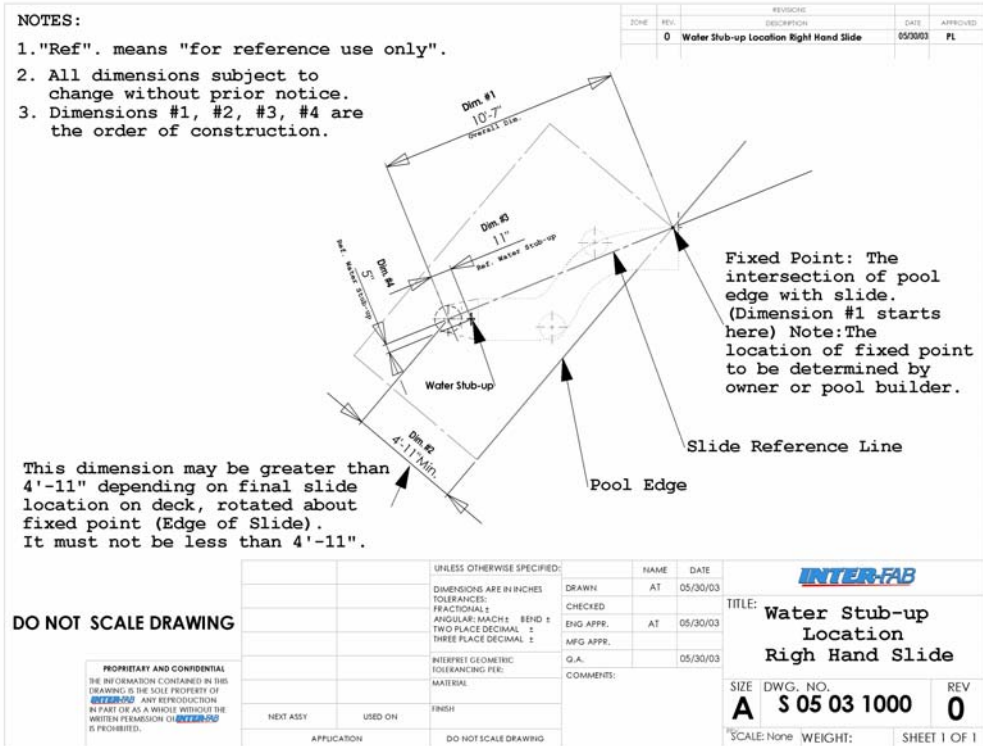 NOTES:
1."Ref". means "for reference use only".
2. All dimensions subject to
change without prior notice.
3. Dimensions #1, #2, #3, #4 are
the order of construction.
REVISIONS
ZONE REV. DESCRIPTION DATE APPROVED
0 Water Stub-up Location Right Hand Slide 05/30/03 PL
Dim. #1
10'-7"
Overall Dim.
Dim. #3
11"
Ref. Water Stub-up
Dim. #4
5"
Ref. Water Stub-up
Water Stub-up
Dim. #2
4'-11"Min.
Fixed Point: The
intersection of pool
edge with slide.
(Dimension #1 starts
here) Note:The
location of fixed point
to be determined by
owner or pool builder.
Slide Reference Line
Pool Edge
This dimension may be greater than
4'-11" depending on final slide
location on deck, rotated about
fixed point (Edge of Slide).
It must not be less than 4'-11".
DO NOT SCALE DRAWING
PROPRIETARY AND CONFIDENTIAL
THE INFORMATION CONTAINED IN THIS
DRAWING IS THE SOLE PROPERTY OF
INTER-FAB ANY REPRODUCTION
IN PART OR AS A WHOLE WITHOUT THE
WRITTEN PERMISSION OF INTER-FAB
IS PROHIBITED.
NEXT ASSY USED ON
APPLICATION
UNLESS OTHERWISE SPECIFIED:
DIMENSIONS ARE IN INCHES
TOLERANCES:
FRACTIONAL ±
ANGULAR: MACH ± BEND ±
TWO PLACE DECIMAL ±
THREE PLACE DECIMAL ±
INTERPRET GEOMETRIC
TOLERANCING PER:
MATERIAL
FINISH
DO NOT SCALE DRAWING
NAME DATE
DRAWN AT 05/30/03
CHECKED
ENG APPR. AT 05/30/03
MFG APPR.
Q.A. 05/30/03
COMMENTS:
INTER-FAB
TITLE:
Water Stub-up
Location
Righ Hand Slide
SIZE DWG. NO. REV
A S 05 03 1000 0
SCALE: None WEIGHT: SHEET 1 OF 1